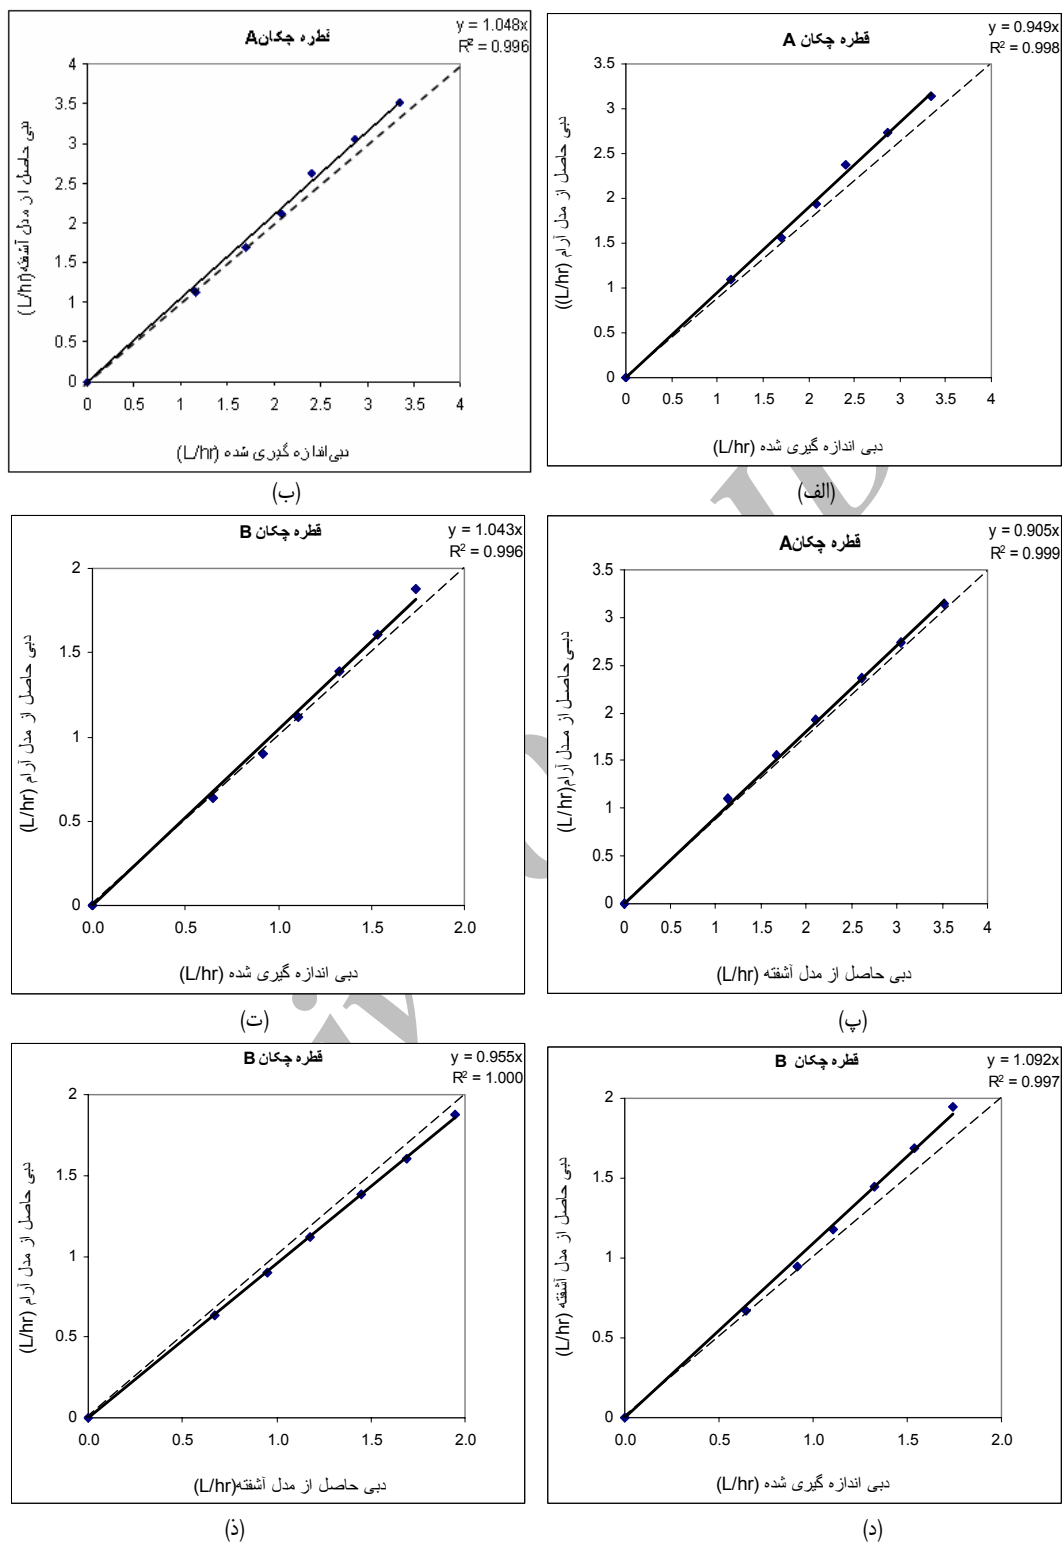 قطره چکان A
y = 0.949x
R² = 0.998
دبی حاصل از مدل آرام (L/hr))
3.5
3
2.5
2
1.5
1
0.5
0
0 0.5 1 1.5 2 2.5 3 3.5 4
دبی اندازه گیری شده (L/hr)
(الف)
قطره چکان A
y = 1.048x
R² = 0.996
دبی حاصل از مدل آشفته (L/hr)
4
3.5
3
2.5
2
1.5
1
0.5
0
0 0.5 1 1.5 2 2.5 3 3.5 4
دبی اندازه گیری شده (L/hr)
(ب)
قطره چکان A
y = 0.905x
R² = 0.999
دبی حاصل از مدل آرام (L/hr)
3.5
3
2.5
2
1.5
1
0.5
0
0 0.5 1 1.5 2 2.5 3 3.5 4
دبی حاصل از مدل آشفته (L/hr)
(پ)
قطره چکان B
y = 1.043x
R² = 0.996
دبی حاصل از مدل آرام (L/hr)
2
1.5
1
0.5
0
0.0 0.5 1.0 1.5 2.0
دبی اندازه گیری شده (L/hr)
(ت)
قطره چکان B
y = 1.092x
R² = 0.997
دبی حاصل از مدل آشفته (L/hr)
2
1.5
1
0.5
0
0.0 0.5 1.0 1.5 2.0
دبی اندازه گیری شده (L/hr)
(د)
قطره چکان B
y = 0.955x
R² = 1.000
دبی حاصل از مدل آرام (L/hr)
2
1.5
1
0.5
0
0.0 0.5 1.0 1.5 2.0
دبی حاصل از مدل آشفته (L/hr)
(ذ)